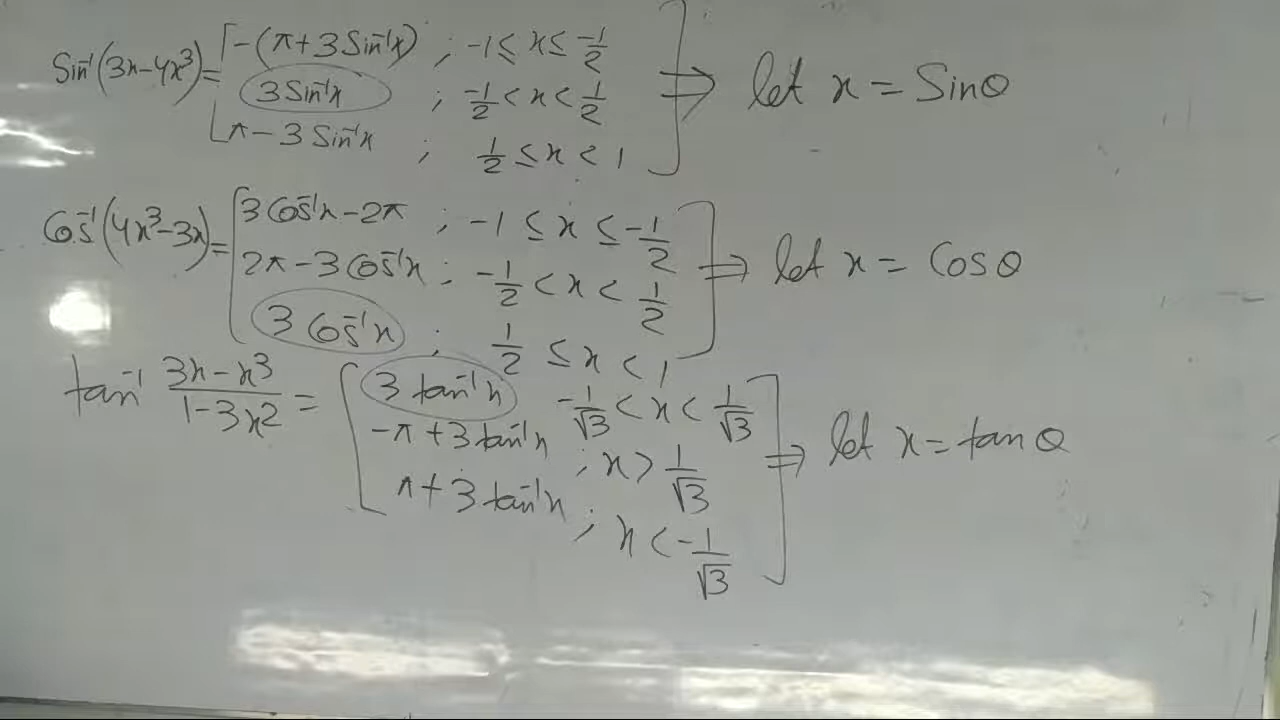 Sin⁻¹(3x-4x³) = [ -(π+3Sin⁻¹x) ; -1 ≤ x ≤ -1/2
3Sin⁻¹x ; -1/2 < x < 1/2 ] ⇒ let x = Sinθ
π-3Sin⁻¹x ; 1/2 ≤ x < 1
Cos⁻¹(4x³-3x) = [ 3Cos⁻¹x-2π ; -1 ≤ x ≤ -1/2
2π-3Cos⁻¹x ; -1/2 < x < 1/2 ] ⇒ let x = Cosθ
3Cos⁻¹x ; 1/2 ≤ x < 1
tan⁻¹ (3x-x³)/(1-3x²) = [ 3tan⁻¹x -1/√3 < x < 1/√3
-π+3tan⁻¹x ; x > 1/√3 ] ⇒ let x = tanθ
π+3tan⁻¹x ; x < -1/√3